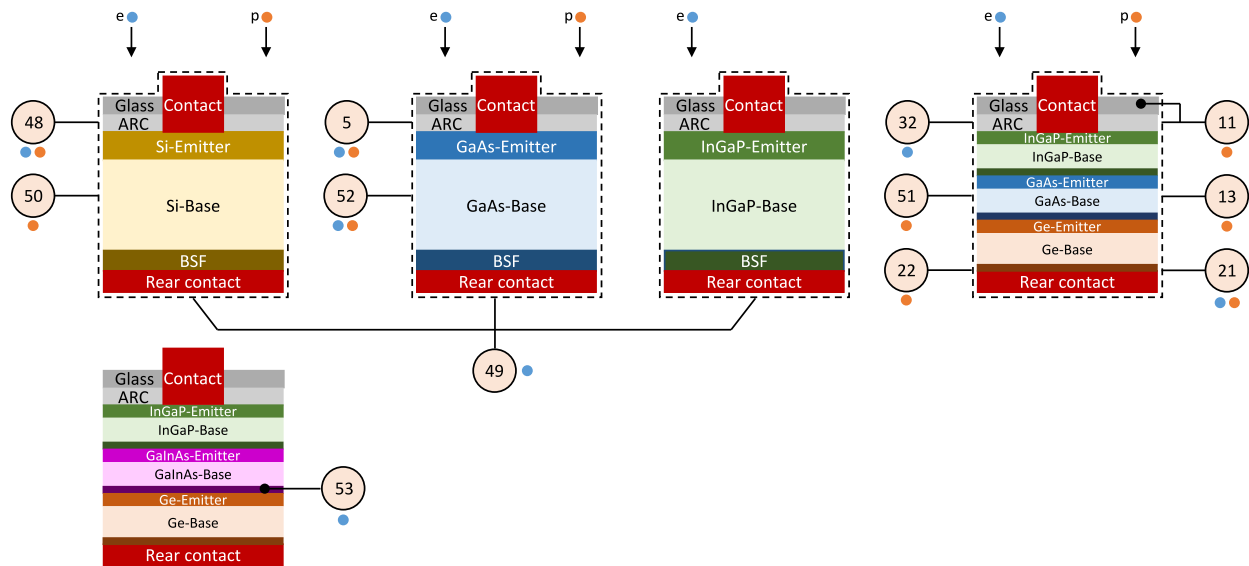 e p e p e e p
Glass Contact
ARC
Si-Emitter
Si-Base
BSF
Rear contact
48
50
Glass Contact
ARC
GaAs-Emitter
GaAs-Base
BSF
Rear contact
5
52
Glass Contact
ARC
InGaP-Emitter
InGaP-Base
BSF
Rear contact
49
Glass Contact
ARC
InGaP-Emitter
InGaP-Base
GaAs-Emitter
GaAs-Base
Ge-Emitter
Ge-Base
Rear contact
32
51
22
11
13
21
Glass Contact
ARC
InGaP-Emitter
InGaP-Base
GaInAs-Emitter
GaInAs-Base
Ge-Emitter
Ge-Base
Rear contact
53